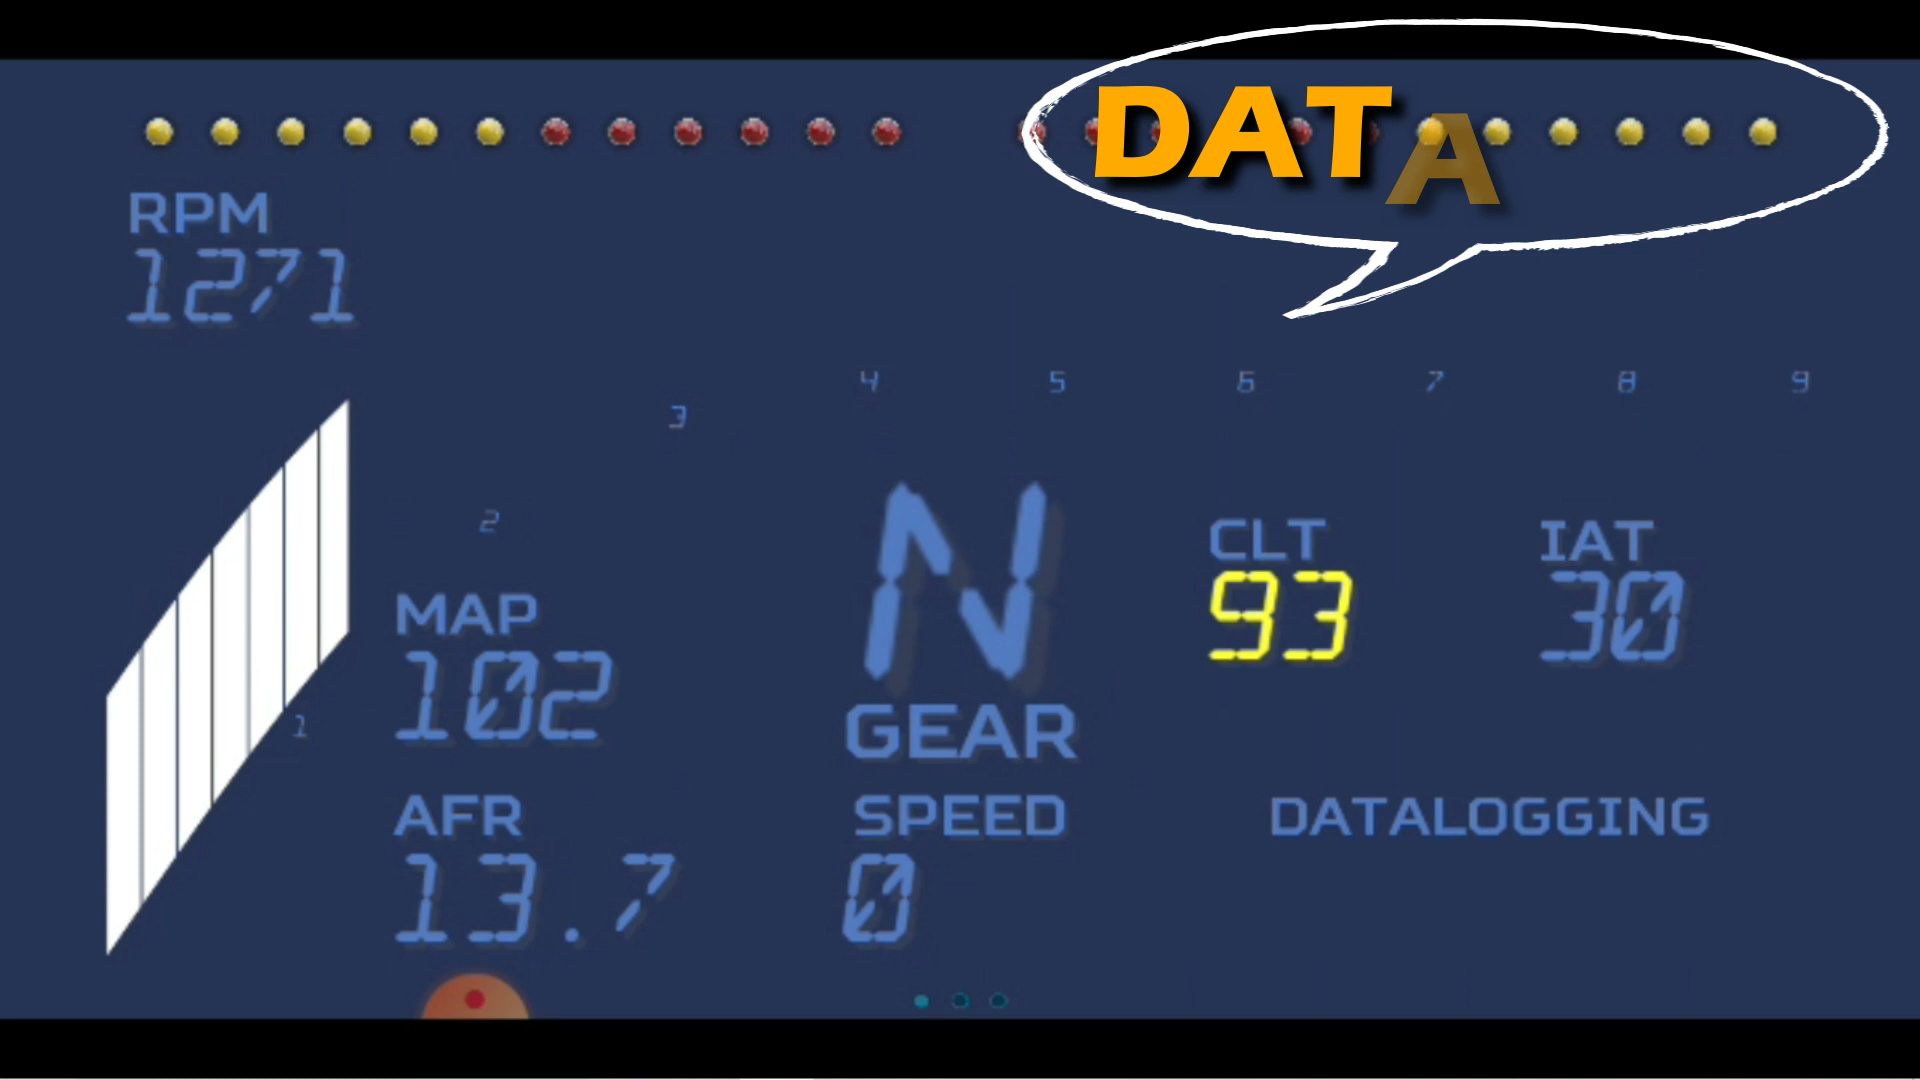 DATA
RPM
1271
4 5 6 7 8 9
3
2
1
N
GEAR
CLT
93
IAT
30
MAP
102
AFR
13.7
SPEED
0
DATALOGGING